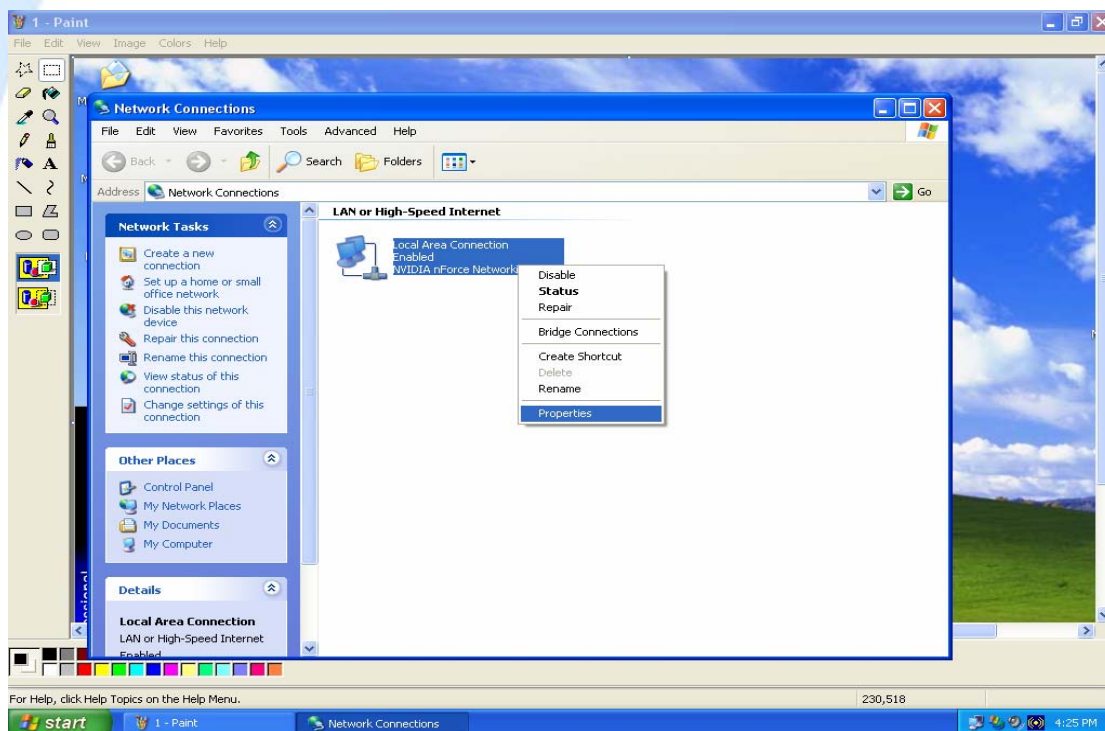 1 - Paint
File Edit View Image Colors Help
Network Connections
File Edit View Favorites Tools Advanced Help
Back Search Folders
Address Network Connections Go
Network Tasks
Create a new
connection
Set up a home or small
office network
Disable this network
device
Repair this connection
Rename this connection
View status of this
connection
Change settings of this
connection
Other Places
Control Panel
My Network Places
My Documents
My Computer
Details
Local Area Connection
LAN or High-Speed Internet
Enabled
LAN or High-Speed Internet
Local Area Connection
Enabled
NVIDIA nForce Networki
Disable
Status
Repair
Bridge Connections
Create Shortcut
Delete
Rename
Properties
For Help, click Help Topics on the Help Menu.
230,518
start
1 - Paint
Network Connections
4:25 PM